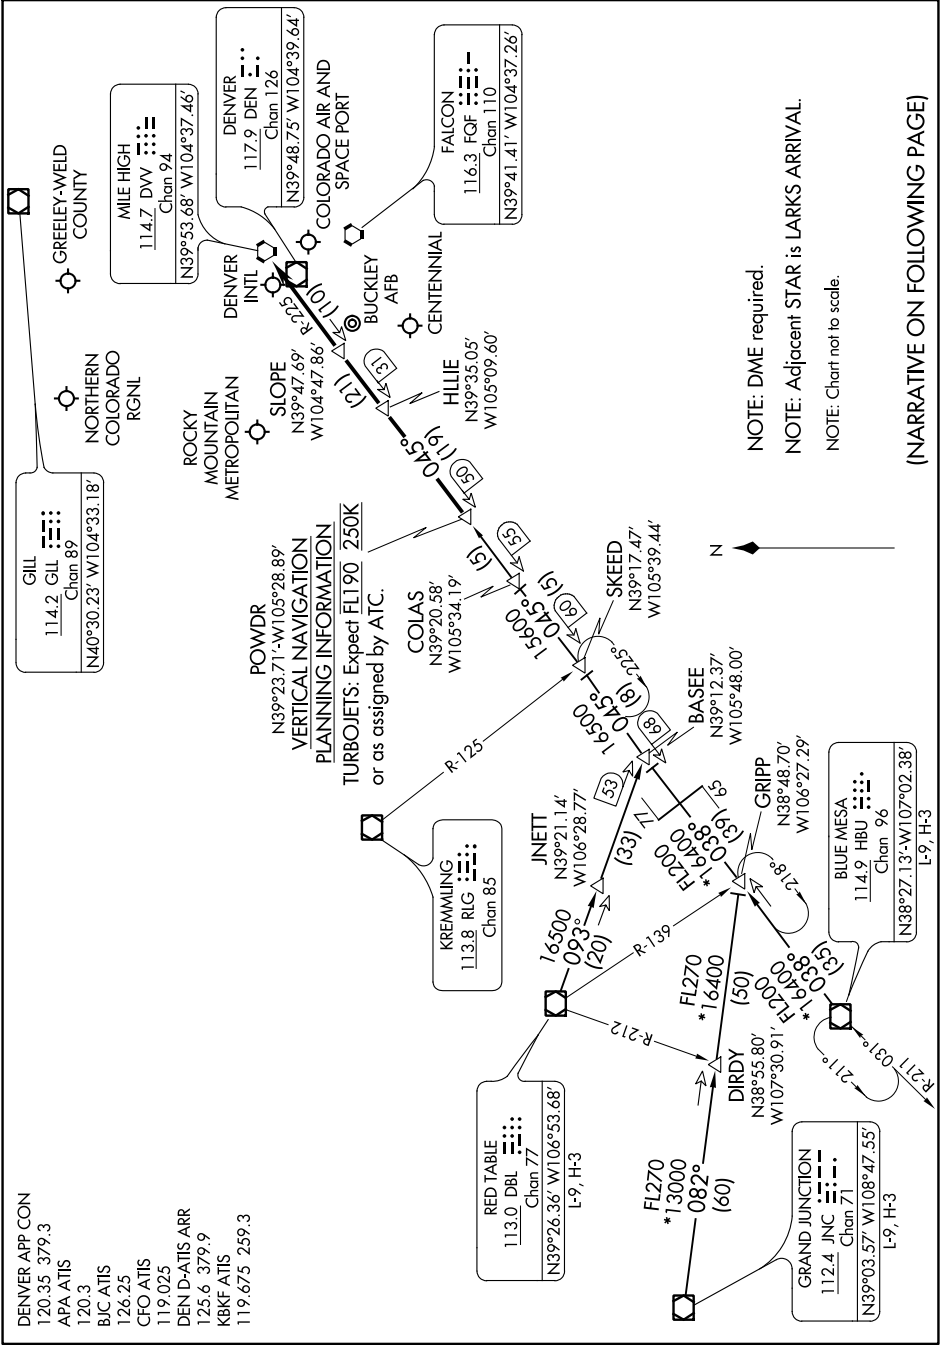 DENVER APP CON
120.35 379.3
APA ATIS
120.3
BJC ATIS
126.25
CFO ATIS
119.025
DEN D-ATIS ARR
125.6 379.9
KBKF ATIS
119.675 259.3
GILL
114.2 GLL
Chan 89
N40°30.23' W104°33.18'
NORTHERN
COLORADO
RGNL
GREELEY-WELD
COUNTY
ROCKY
MOUNTAIN
METROPOLITAN
DENVER
INTL
MILE HIGH
114.7 DVV
Chan 94
N39°53.68' W104°37.46'
DENVER
117.9 DEN
Chan 126
N39°48.75' W104°39.64'
COLORADO AIR AND
SPACE PORT
BUCKLEY
AFB
CENTENNIAL
FALCON
116.3 FQF
Chan 110
N39°41.41' W104°37.26'
SLOPE
N39°47.69'
W104°47.86'
R-225
(10)
(21)
31
HLLIE
N39°35.05'
W105°09.60'
045°
(19)
50
POWDR
N39°23.71'-W105°28.89'
VERTICAL NAVIGATION
PLANNING INFORMATION
TURBOJETS: Expect FL190 250K
or as assigned by ATC.
(5)
55
COLAS
N39°20.58'
W105°34.19'
15600
045°
(5)
60
SKEED
N39°17.47'
W105°39.44'
225°
R-125
16500
045°
(8)
68
BASEE
N39°12.37'
W105°48.00'
KREMMLING
113.8 RLG
Chan 85
JNETT
N39°21.14'
W106°28.77'
53
(33)
16500
093°
(20)
77
65
FL200
*16400
038°
(39)
GRIPP
N38°48.70'
W106°27.29'
218°
RED TABLE
113.0 DBL
Chan 77
N39°26.36' W106°53.68'
L-9, H-3
R-139
R-212
FL270
*16400
(50)
DIRDY
N38°55.80'
W107°30.91'
FL200
*16400
038°
(35)
BLUE MESA
114.9 HBU
Chan 96
N38°27.13'-W107°02.38'
L-9, H-3
211°
031°
R-211
FL270
*13000
082°
(60)
GRAND JUNCTION
112.4 JNC
Chan 71
N39°03.57' W108°47.55'
L-9, H-3
N
NOTE: DME required.
NOTE: Adjacent STAR is LARKS ARRIVAL.
NOTE: Chart not to scale.
(NARRATIVE ON FOLLOWING PAGE)